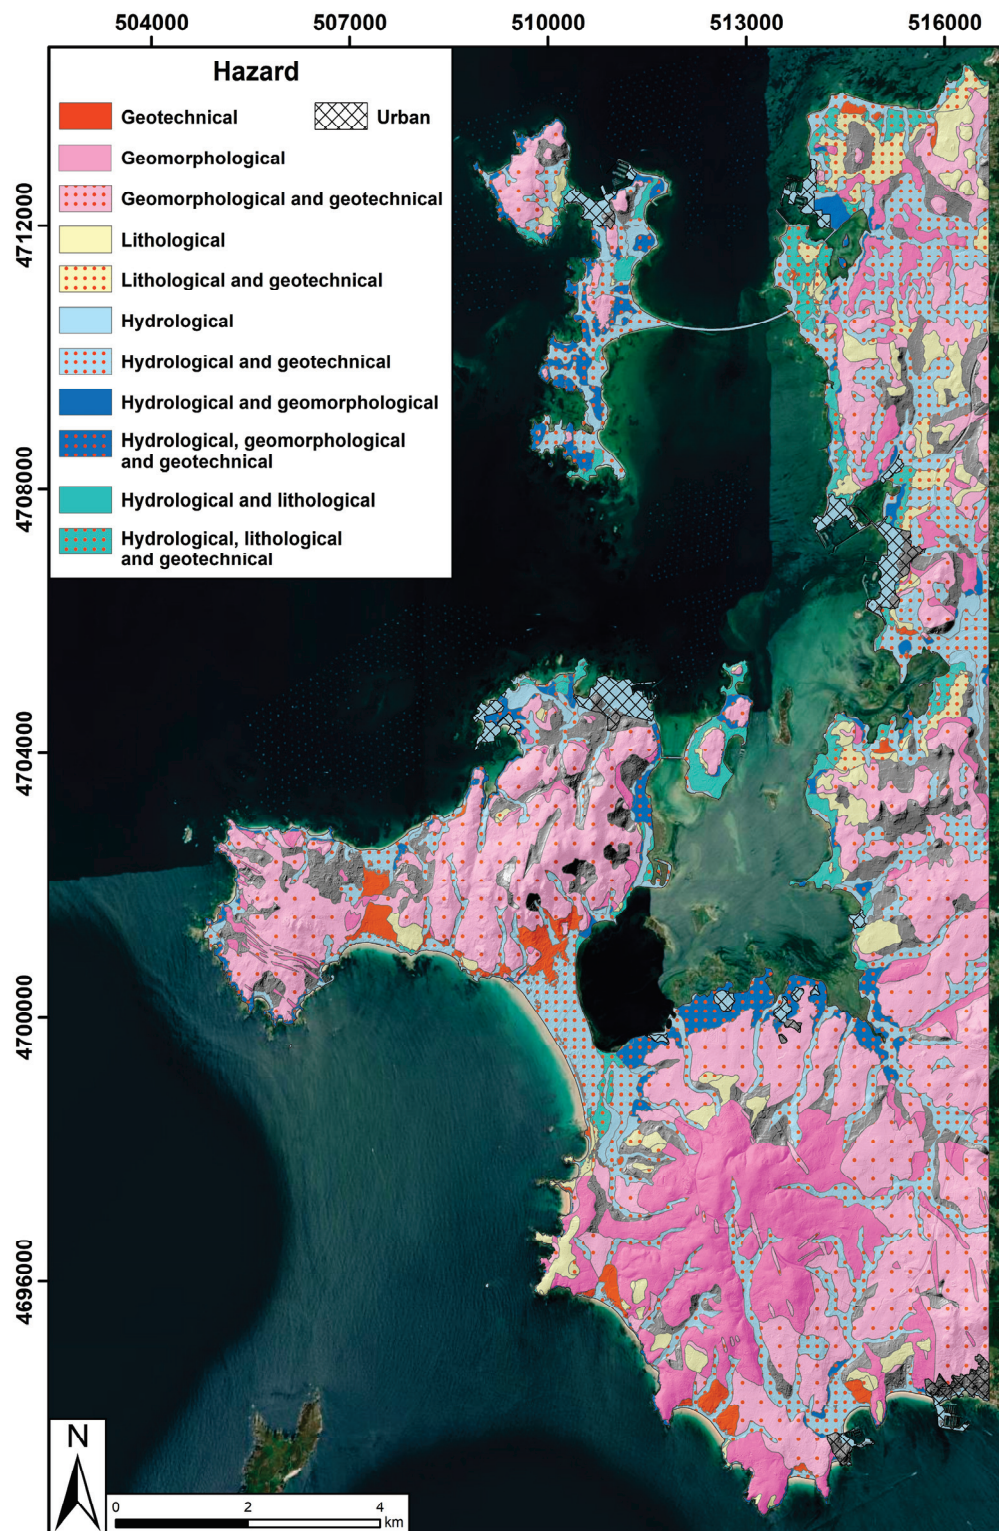 504000 507000 510000 513000 516000
Hazard
Geotechnical
Urban
Geomorphological
Geomorphological and geotechnical
Lithological
Lithological and geotechnical
Hydrological
Hydrological and geotechnical
Hydrological and geomorphological
Hydrological, geomorphological
and geotechnical
Hydrological and lithological
Hydrological, lithological
and geotechnical
4712000
4708000
4704000
4700000
4696000
N
0 2 4
km